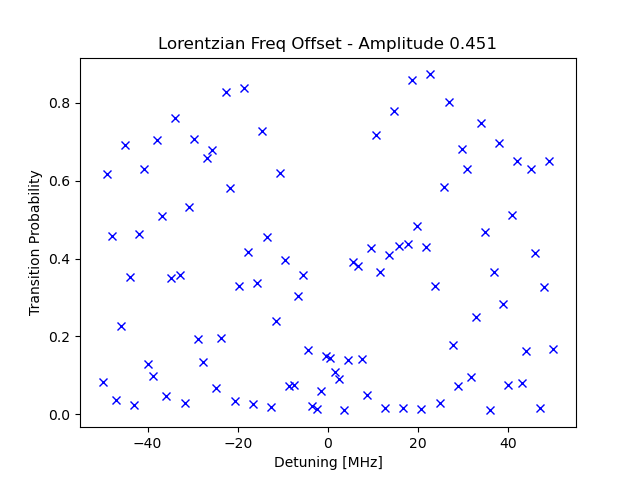 Lorentzian Freq Offset - Amplitude 0.451
0.8
0.6
0.4
0.2
0.0
Transition Probability
−40 −20 0 20 40
Detuning [MHz]